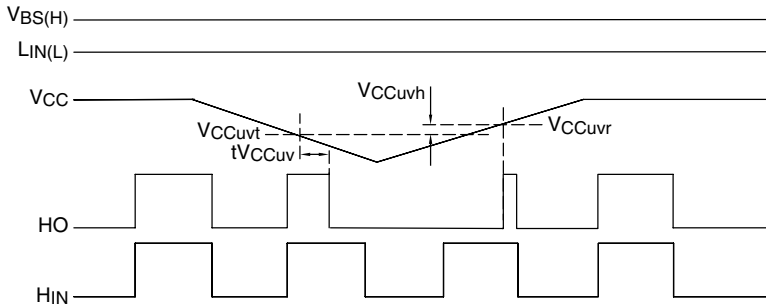 VBS(H)
LIN(L)
VCC
VCCuvh
VCCuvt
VCCuvr
tVCCuv
HO
HIN